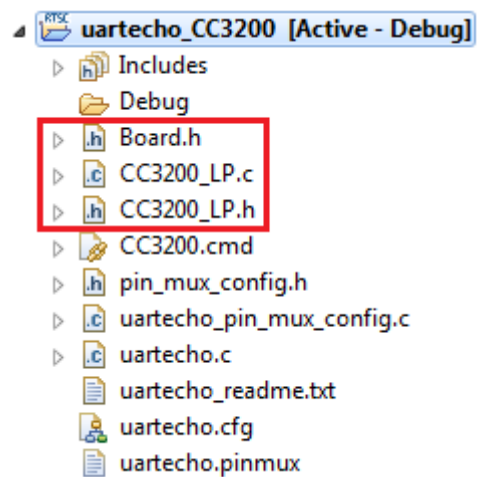 RTSC
uartecho_CC3200 [Active - Debug]
.h Includes
Debug
.h Board.h
.c CC3200_LP.c
.h CC3200_LP.h
CC3200.cmd
.h pin_mux_config.h
.c uartecho_pin_mux_config.c
.c uartecho.c
uartecho_readme.txt
uartecho.cfg
uartecho.pinmux